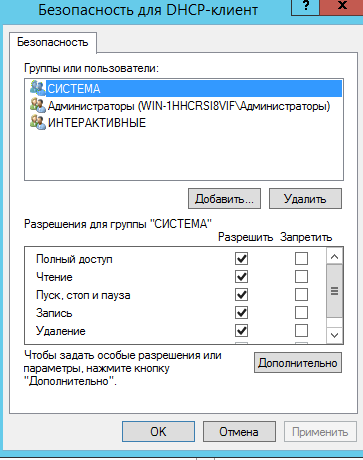 Безопасность для DHCP-клиент
?
X
Безопасность
Группы или пользователи:
СИСТЕМА
Администраторы (WIN-1HHCRSI8VIF\Администраторы)
ИНТЕРАКТИВНЫЕ
Добавить...
Удалить
Разрешения для группы "СИСТЕМА"
Разрешить
Запретить
Полный доступ
Чтение
Пуск, стоп и пауза
Запись
Удаление
Чтобы задать особые разрешения или
параметры, нажмите кнопку
"Дополнительно".
Дополнительно
OK
Отмена
Применить